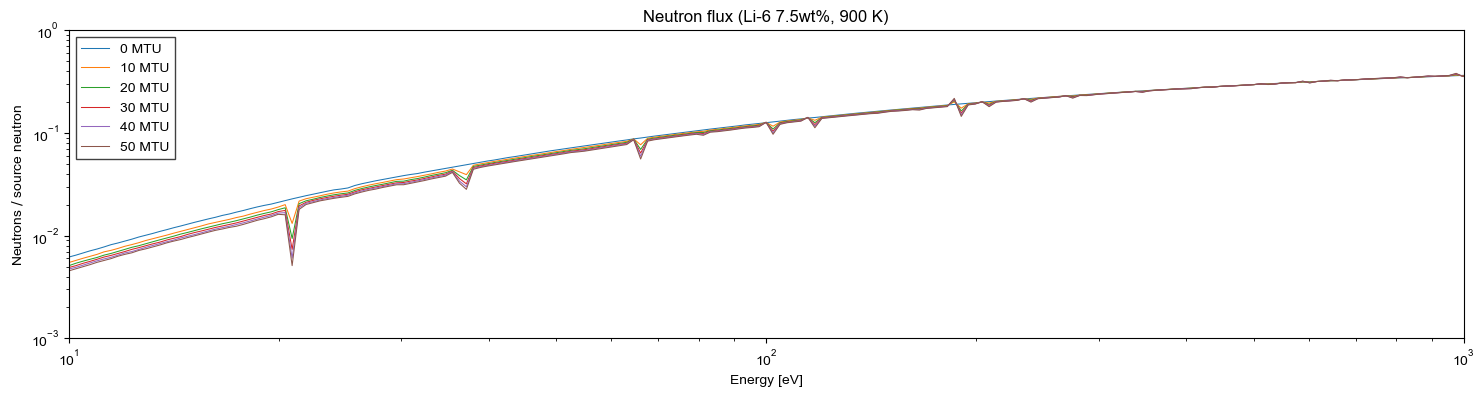 Neutron flux (Li-6 7.5wt%, 900 K)
10⁰
10⁻¹
10⁻²
10⁻³
Neutrons / source neutron
0 MTU
10 MTU
20 MTU
30 MTU
40 MTU
50 MTU
10¹
10²
10³
Energy [eV]